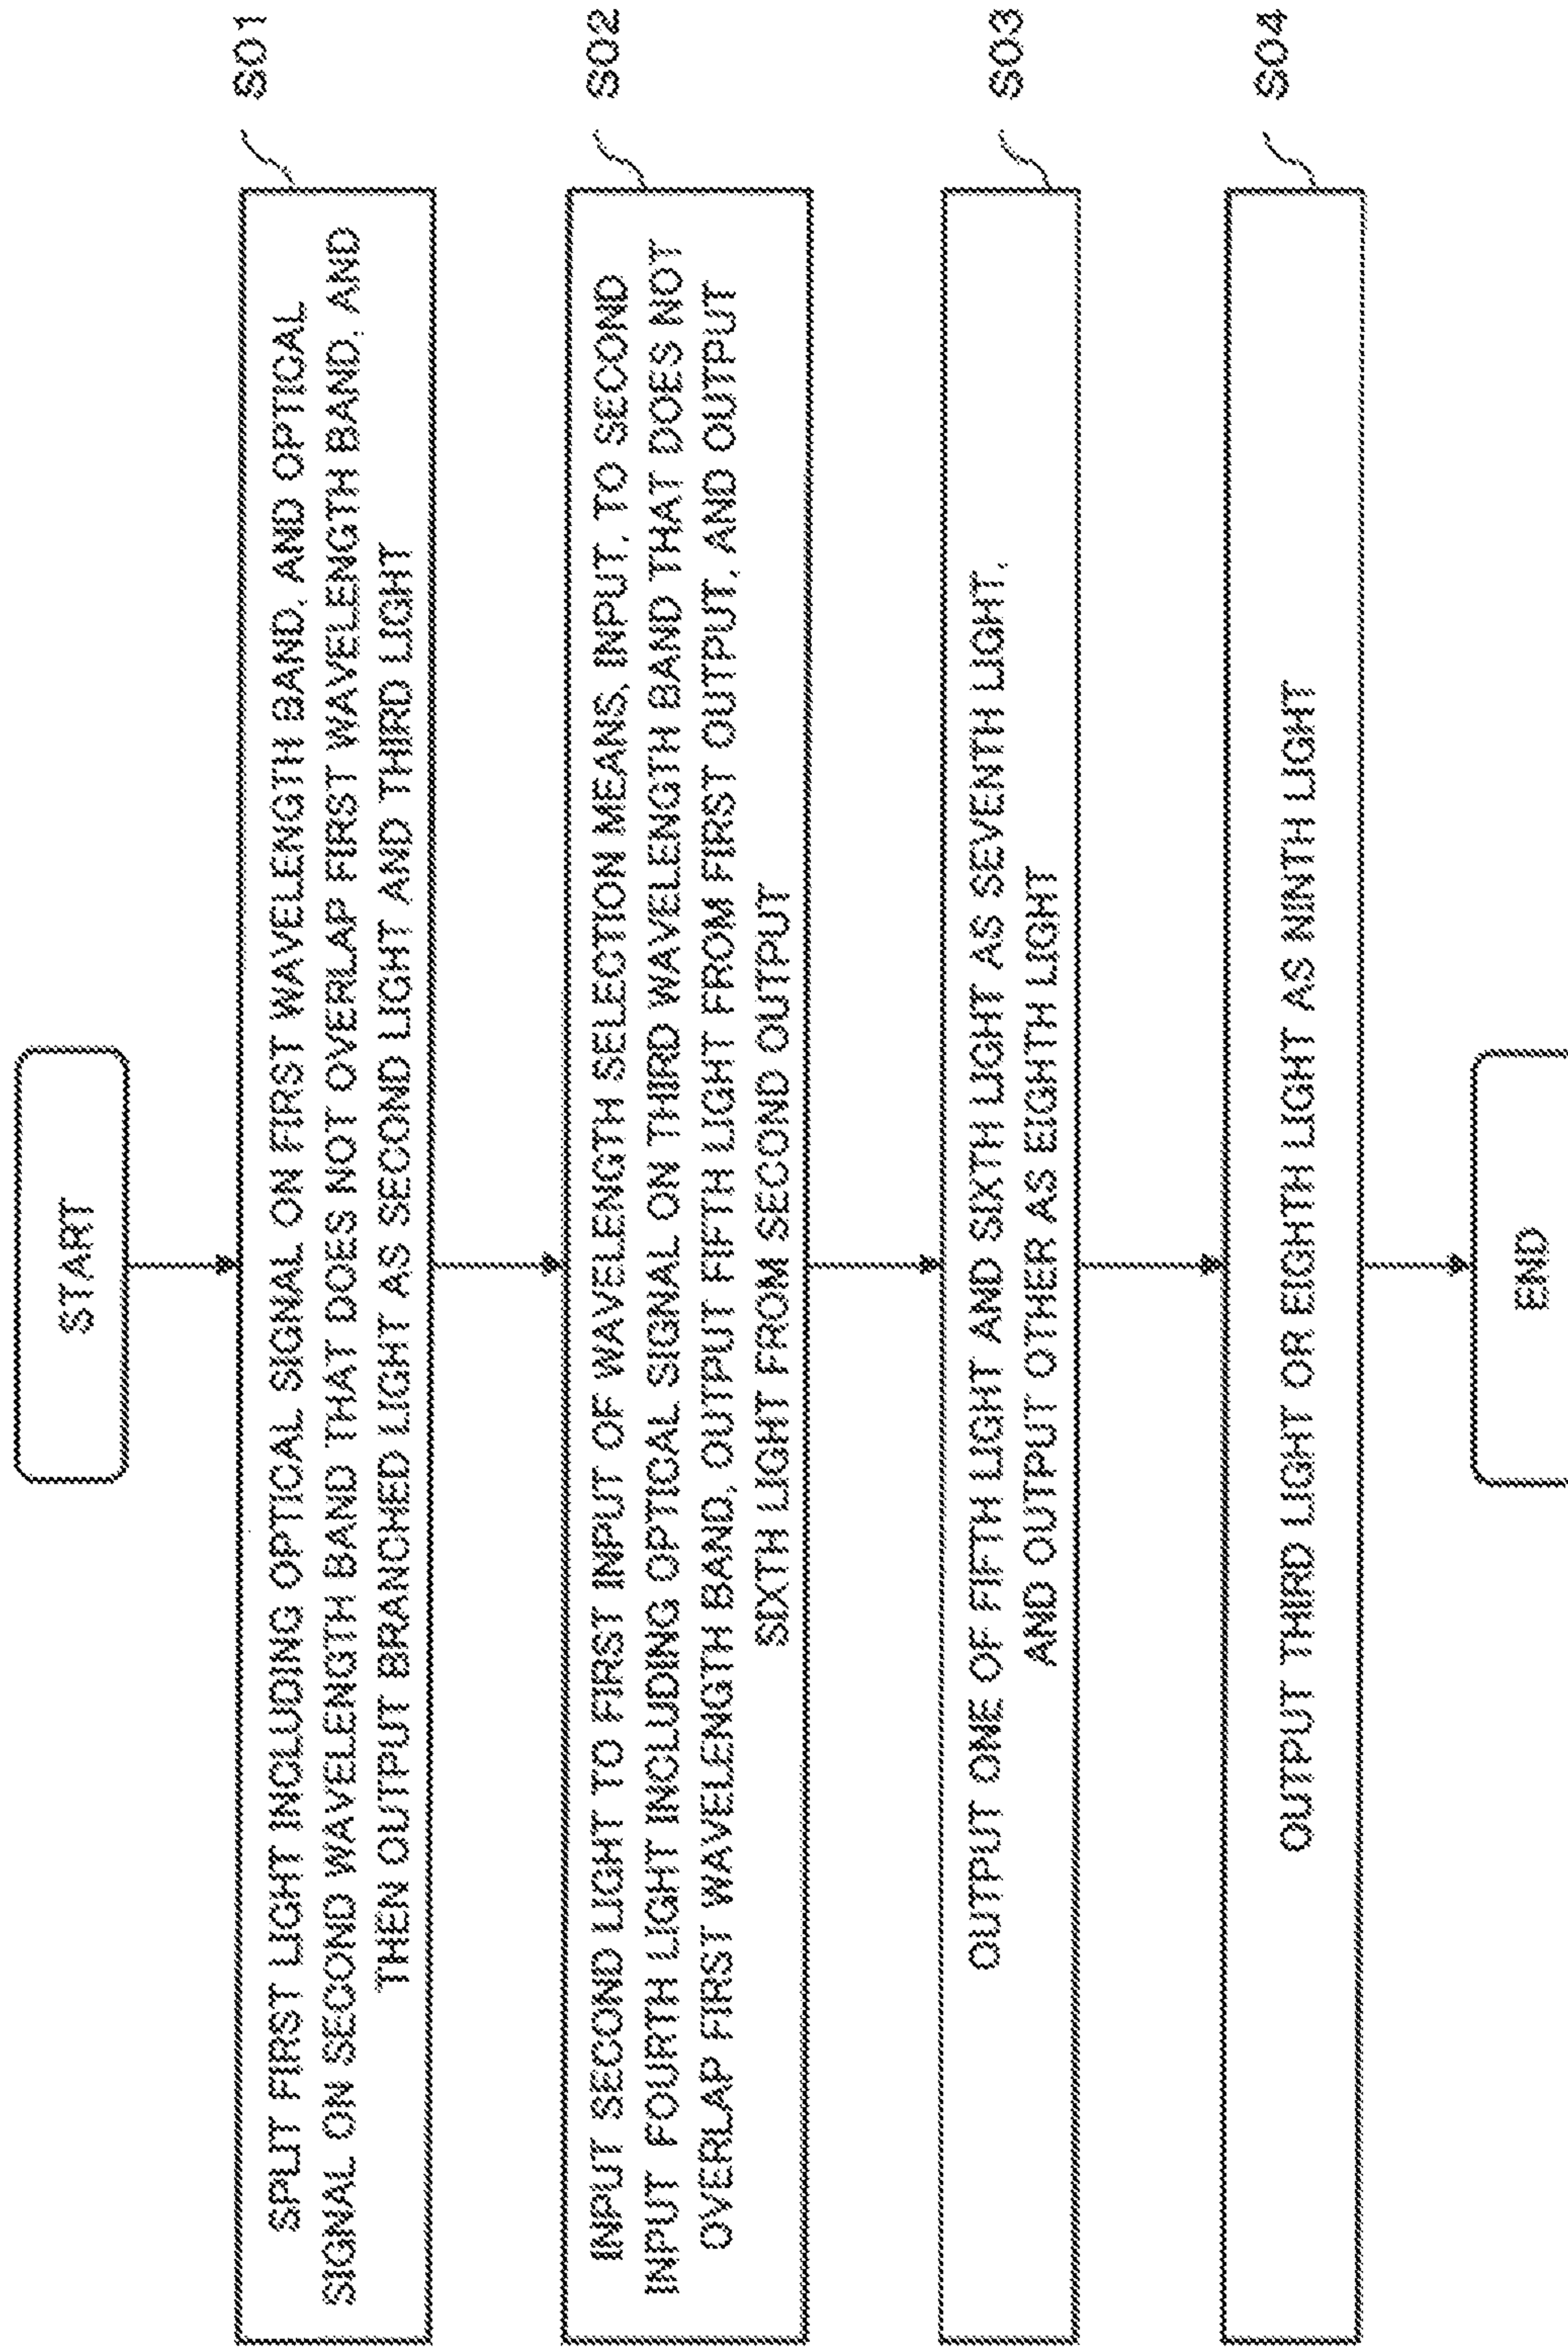 START
S01
SPLIT FIRST LIGHT INCLUDING OPTICAL SIGNAL ON FIRST WAVELENGTH BAND, AND OPTICAL
SIGNAL ON SECOND WAVELENGTH BAND THAT DOES NOT OVERLAP FIRST WAVELENGTH BAND, AND
THEN OUTPUT BRANCHED LIGHT AS SECOND LIGHT AND THIRD LIGHT
S02
INPUT SECOND LIGHT TO FIRST INPUT OF WAVELENGTH SELECTION MEANS, INPUT, TO SECOND
INPUT FOURTH LIGHT INCLUDING OPTICAL SIGNAL ON THIRD WAVELENGTH BAND THAT DOES NOT
OVERLAP FIRST WAVELENGTH BAND, OUTPUT FIFTH LIGHT FROM FIRST OUTPUT, AND OUTPUT
SIXTH LIGHT FROM SECOND OUTPUT
S03
OUTPUT ONE OF FIFTH LIGHT AND SIXTH LIGHT AS SEVENTH LIGHT,
AND OUTPUT OTHER AS EIGHTH LIGHT
S04
OUTPUT THIRD LIGHT OR EIGHTH LIGHT AS NINTH LIGHT
END